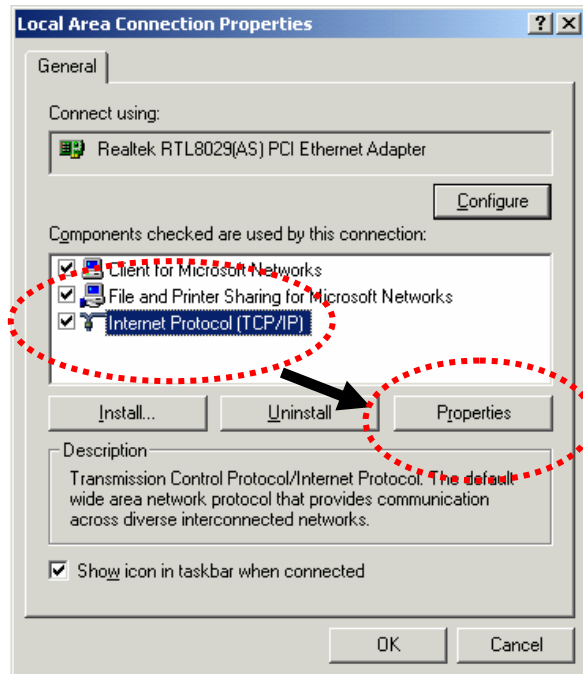 Local Area Connection Properties
General
Connect using:
Realtek RTL8029(AS) PCI Ethernet Adapter
Configure
Components checked are used by this connection:
Client for Microsoft Networks
File and Printer Sharing for Microsoft Networks
Internet Protocol (TCP/IP)
Install... Uninstall Properties
Description
Transmission Control Protocol/Internet Protocol. The default
wide area network protocol that provides communication
across diverse interconnected networks.
Show icon in taskbar when connected
OK Cancel